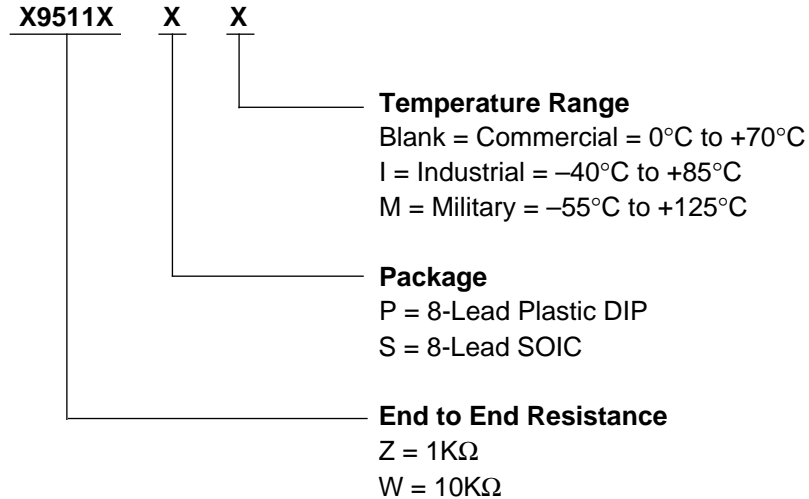 X9511X X X
Temperature Range
Blank = Commercial = 0°C to +70°C
I = Industrial = –40°C to +85°C
M = Military = –55°C to +125°C
Package
P = 8-Lead Plastic DIP
S = 8-Lead SOIC
End to End Resistance
Z = 1KΩ
W = 10KΩ